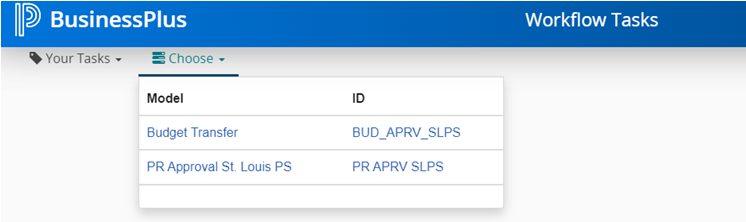 BusinessPlus Workflow Tasks
Your Tasks Choose
Model ID
Budget Transfer BUD_APRV_SLPS
PR Approval St. Louis PS PR APRV SLPS